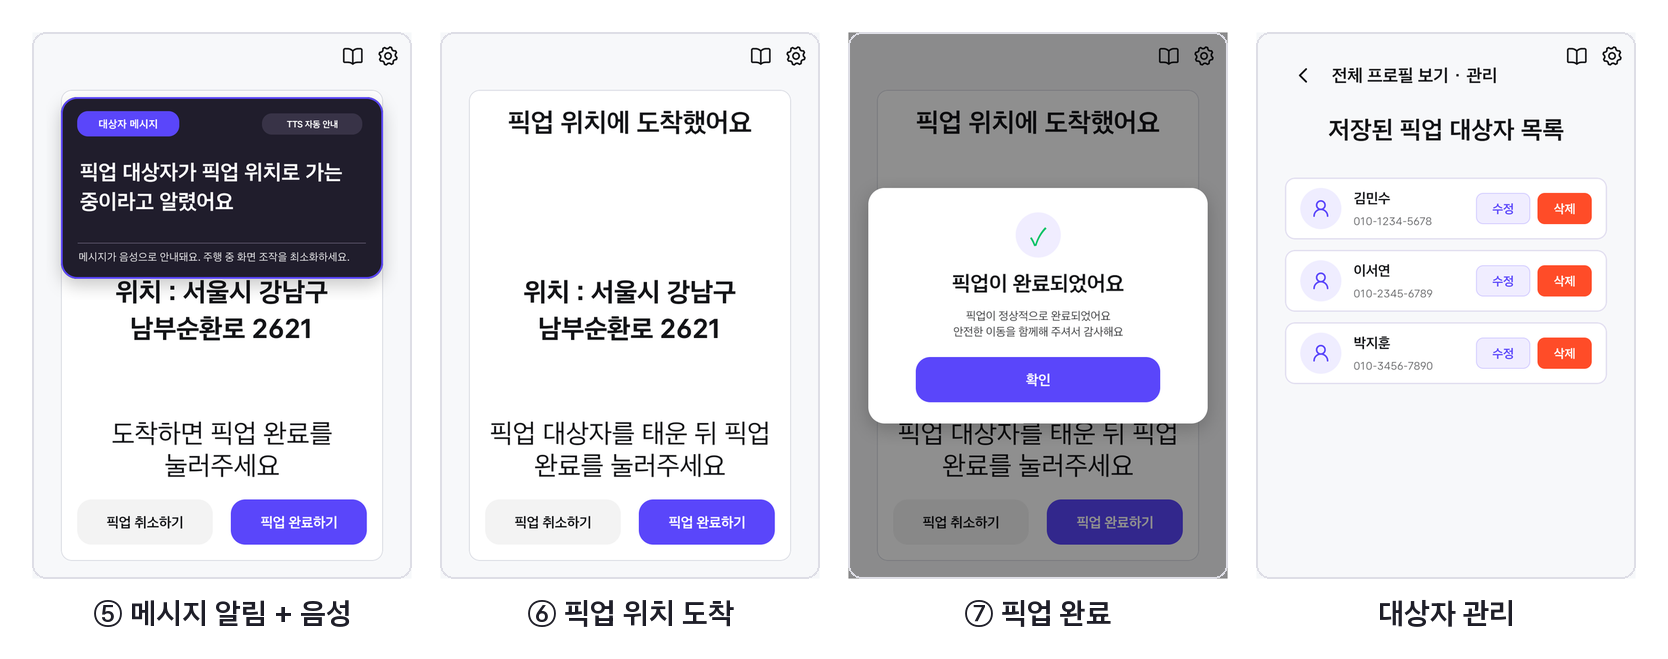 대상자 메시지
TTS 자동 안내
픽업 대상자가 픽업 위치로 가는
중이라고 알렸어요
메시지가 음성으로 안내돼요. 주행 중 화면 조작을 최소화하세요.
위치 : 서울시 강남구
남부순환로 2621
도착하면 픽업 완료를
눌러주세요
픽업 취소하기
픽업 완료하기
⑤ 메시지 알림 + 음성
픽업 위치에 도착했어요
위치 : 서울시 강남구
남부순환로 2621
픽업 대상자를 태운 뒤 픽업
완료를 눌러주세요
픽업 취소하기
픽업 완료하기
⑥ 픽업 위치 도착
픽업 위치에 도착했어요
픽업이 완료되었어요
픽업이 정상적으로 완료되었어요
안전한 이동을 함께해 주셔서 감사해요
확인
픽업 대상자를 태운 뒤 픽업
완료를 눌러주세요
픽업 취소하기
픽업 완료하기
⑦ 픽업 완료
전체 프로필 보기 · 관리
저장된 픽업 대상자 목록
김민수
010-1234-5678
수정
삭제
이서연
010-2345-6789
수정
삭제
박지훈
010-3456-7890
수정
삭제
대상자 관리